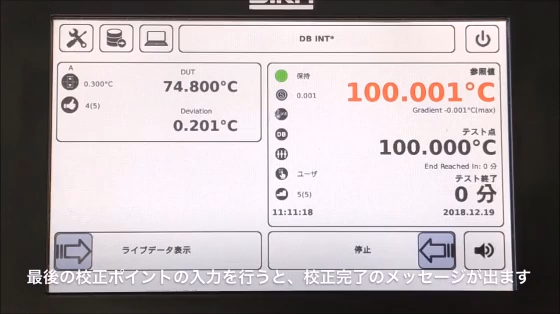 DB INT*
A
0.300°C
4(5)
DUT
74.800°C
Deviation
0.201°C
保持
0.001
DB
ユーザ
5(5)
11:11:18
参照値
100.001°C
Gradient -0.001°C(max)
テスト点
100.000°C
End Reached In: 0 分
テスト終了
0 分
2018.12.19
ライブデータ表示
停止
最後の校正ポイントの入力を行うと、校正完了のメッセージが出ます